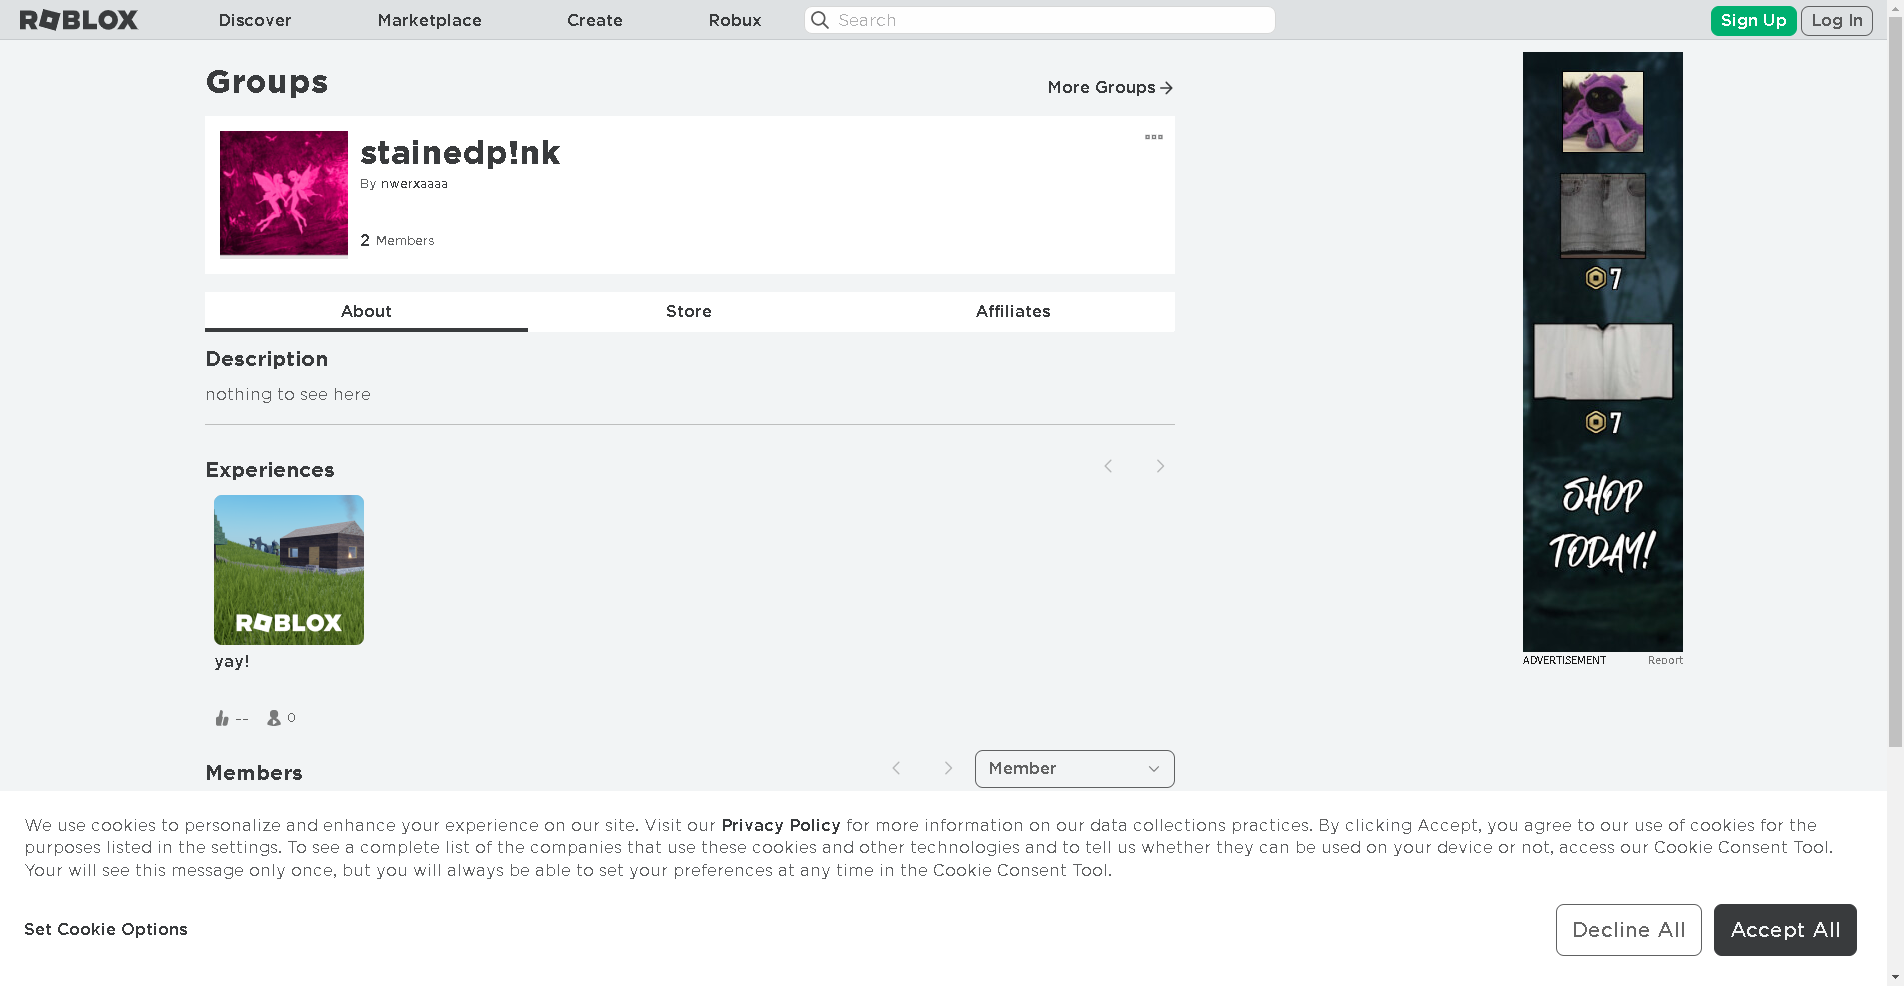 ROBLOX
Discover
Marketplace
Create
Robux
Search
Sign Up
Log In
Groups
More Groups
stainedp!nk
By nwerxaaaa
2 Members
About
Store
Affiliates
Description
nothing to see here
Experiences
ROBLOX
yay!
--
0
Members
Member
7
7
SHOP
TODAY!
ADVERTISEMENT
Report
We use cookies to personalize and enhance your experience on our site. Visit our Privacy Policy for more information on our data collections practices. By clicking Accept, you agree to our use of cookies for the
purposes listed in the settings. To see a complete list of the companies that use these cookies and other technologies and to tell us whether they can be used on your device or not, access our Cookie Consent Tool.
Your will see this message only once, but you will always be able to set your preferences at any time in the Cookie Consent Tool.
Set Cookie Options
Decline All
Accept All